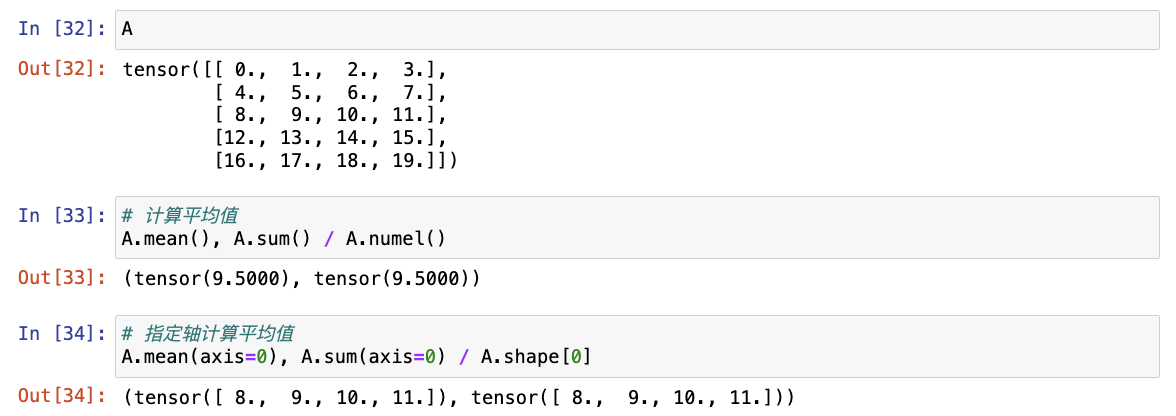 In [32]: A
Out[32]: tensor([[ 0.,  1.,  2.,  3.],
        [ 4.,  5.,  6.,  7.],
        [ 8.,  9., 10., 11.],
        [12., 13., 14., 15.],
        [16., 17., 18., 19.]])
In [33]: # 计算平均值
A.mean(), A.sum() / A.numel()
Out[33]: (tensor(9.5000), tensor(9.5000))
In [34]: # 指定轴计算平均值
A.mean(axis=0), A.sum(axis=0) / A.shape[0]
Out[34]: (tensor([ 8.,  9., 10., 11.]), tensor([ 8.,  9., 10., 11.]))